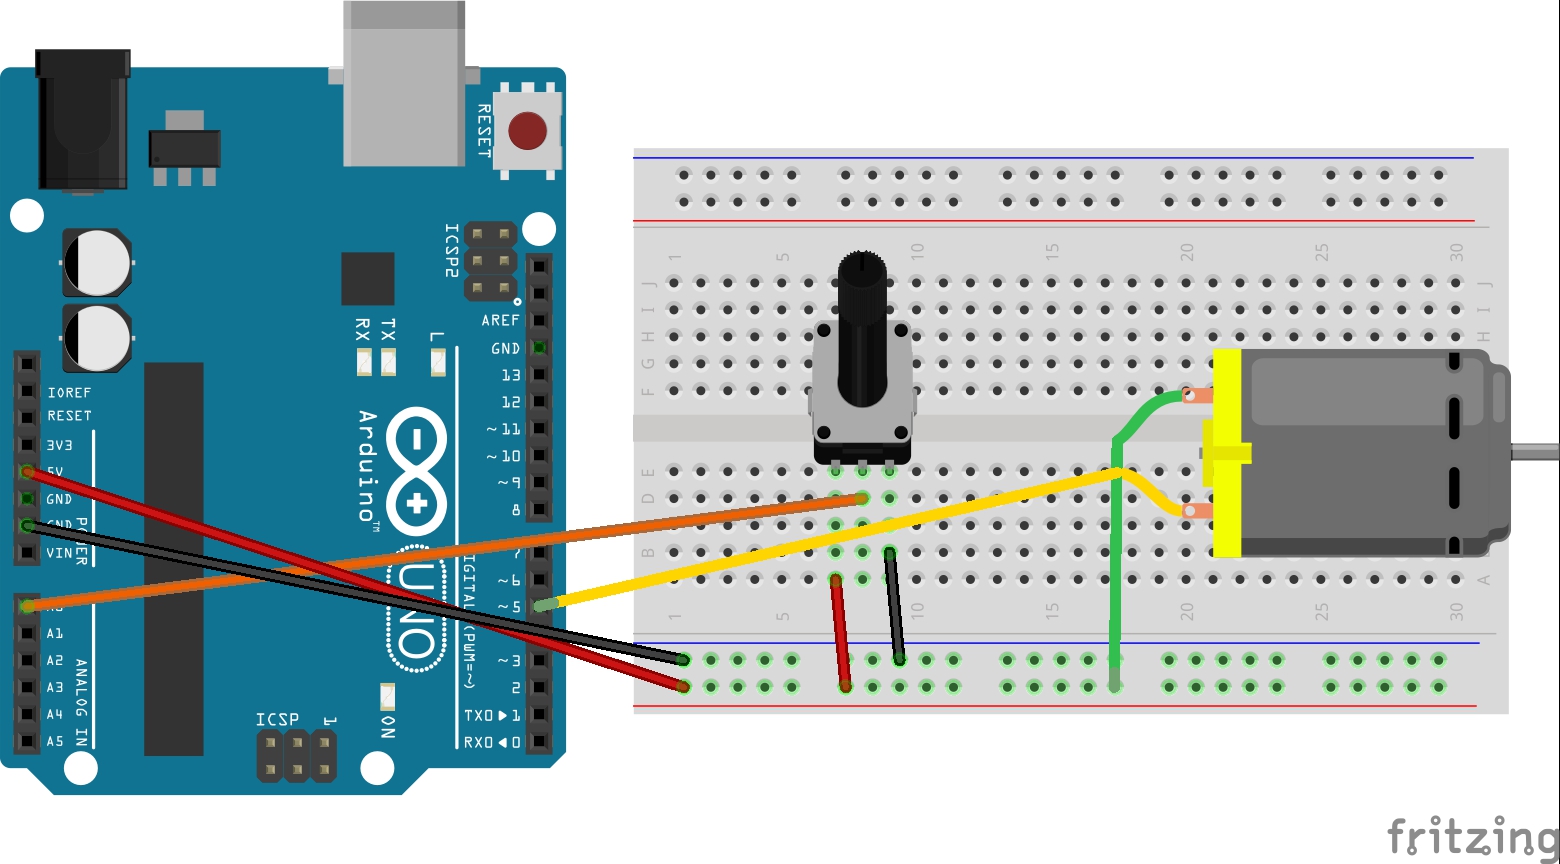 RESET
ICSP2
AREF
GND
RX
TX
L
13
12
~11
~10
~9
8
7
~6
~5
~3
2
TX0▶1
RX0◀0
DIGITAL (PWM=~)
Arduino™
UNO
IOREF
RESET
3V3
5V
GND
GND
VIN
POWER
A0
A1
A2
A3
A4
A5
ANALOG IN
ICSP
1
ON
1 5 10 15 20 25 30
J J
I I
H H
G
F
E
D
B
A A
1 5 10 15 20 25 30
fritzing